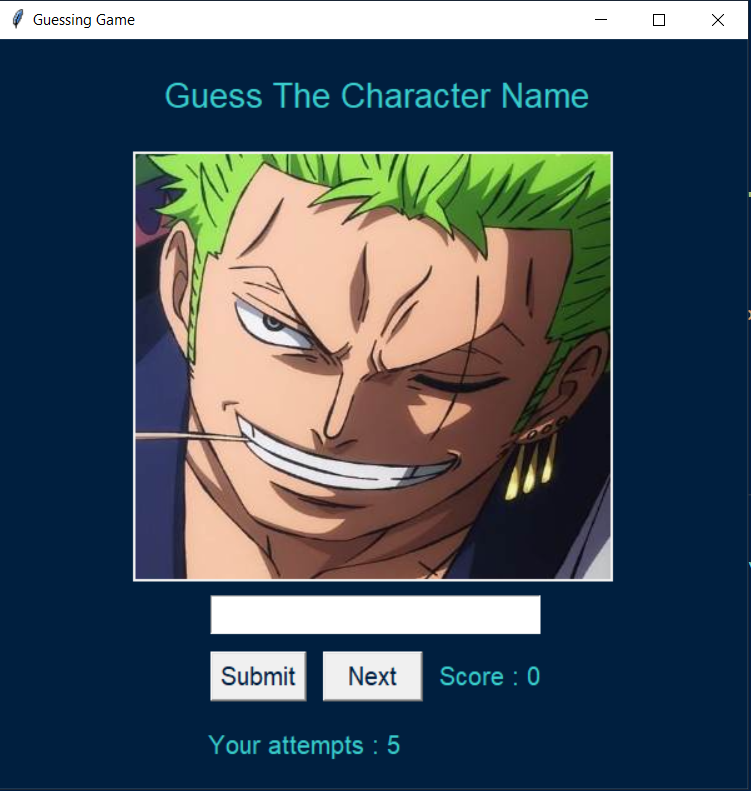 Guessing Game
Guess The Character Name
Submit Next Score : 0
Your attempts : 5